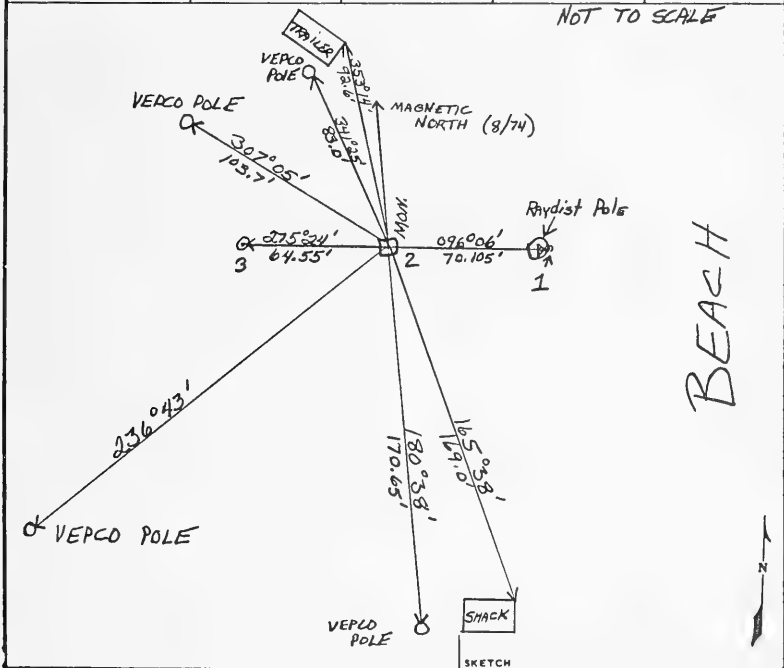 NOT TO SCALE
TRAILER
VEPCO
POLE
353°14'
92.6'
MAGNETIC
NORTH (8/74)
VEPCO POLE
341°25'
83.0'
307°05'
103.7'
MON.
Raydist Pole
275°24'
64.55'
096°06'
70.105'
3
2
1
BEACH
236°43'
180°38'
170.65'
165°38'
169.0'
VEPCO POLE
N
VEPCO
POLE
SHACK
SKETCH